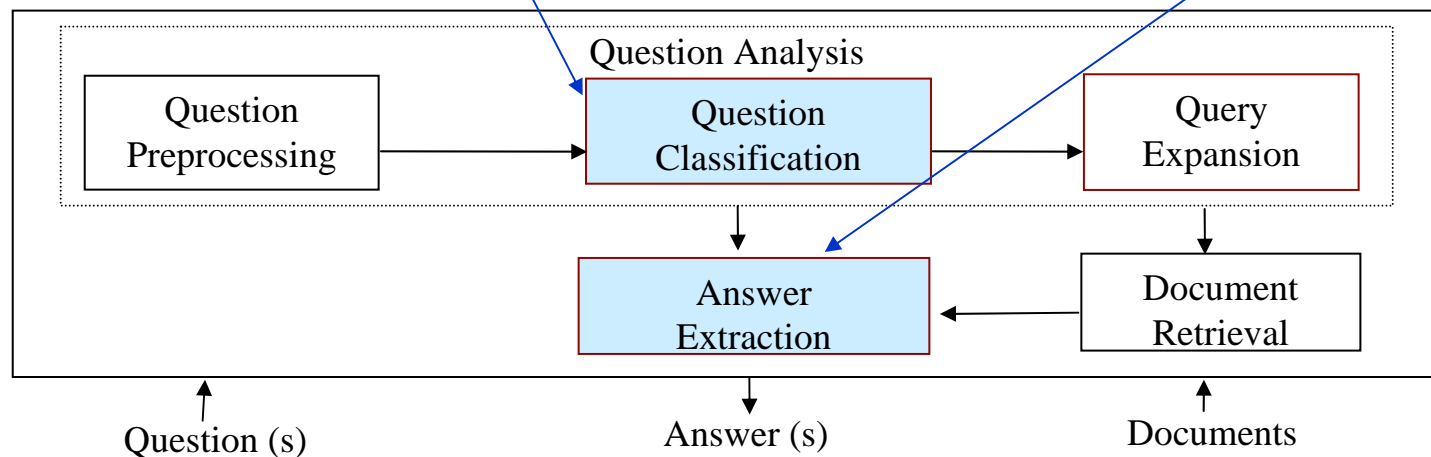 Question Analysis
Question
Preprocessing
Question
Classification
Query
Expansion
Answer
Extraction
Document
Retrieval
Question (s)
Answer (s)
Documents